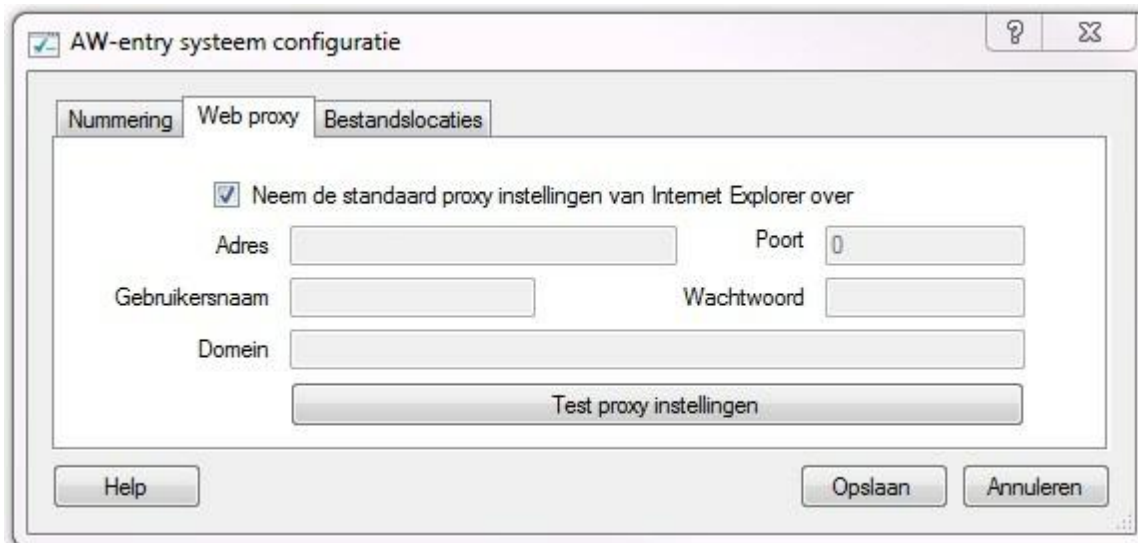 AW-entry systeem configuratie
Nummering Web proxy Bestandslocaties
Neem de standaard proxy instellingen van Internet Explorer over
Adres Poort 0
Gebruikersnaam Wachtwoord
Domein
Test proxy instellingen
Help Opslaan Annuleren